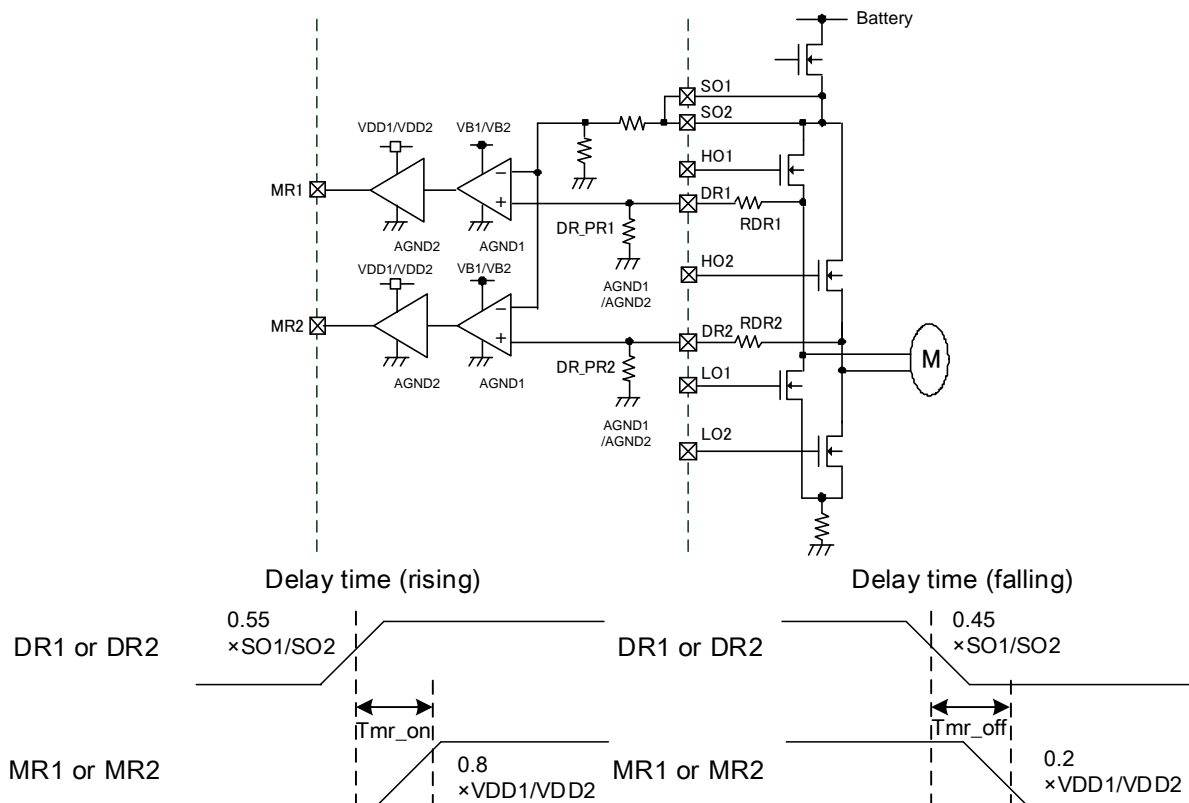 Battery
SO1
SO2
VDD1/VDD2
VB1/VB2
HO1
MR1
DR1
RDR1
DR_PR1
AGND2
AGND1
AGND1
/AGND2
HO2
VDD1/VDD2
VB1/VB2
MR2
DR2
RDR2
DR_PR2
M
LO1
AGND2
AGND1
AGND1
/AGND2
LO2
Delay time (rising)
DR1 or DR2
0.55
×SO1/SO2
Tmr_on
MR1 or MR2
0.8
×VDD1/VDD2
Delay time (falling)
DR1 or DR2
0.45
×SO1/SO2
Tmr_off
MR1 or MR2
0.2
×VDD1/VDD2